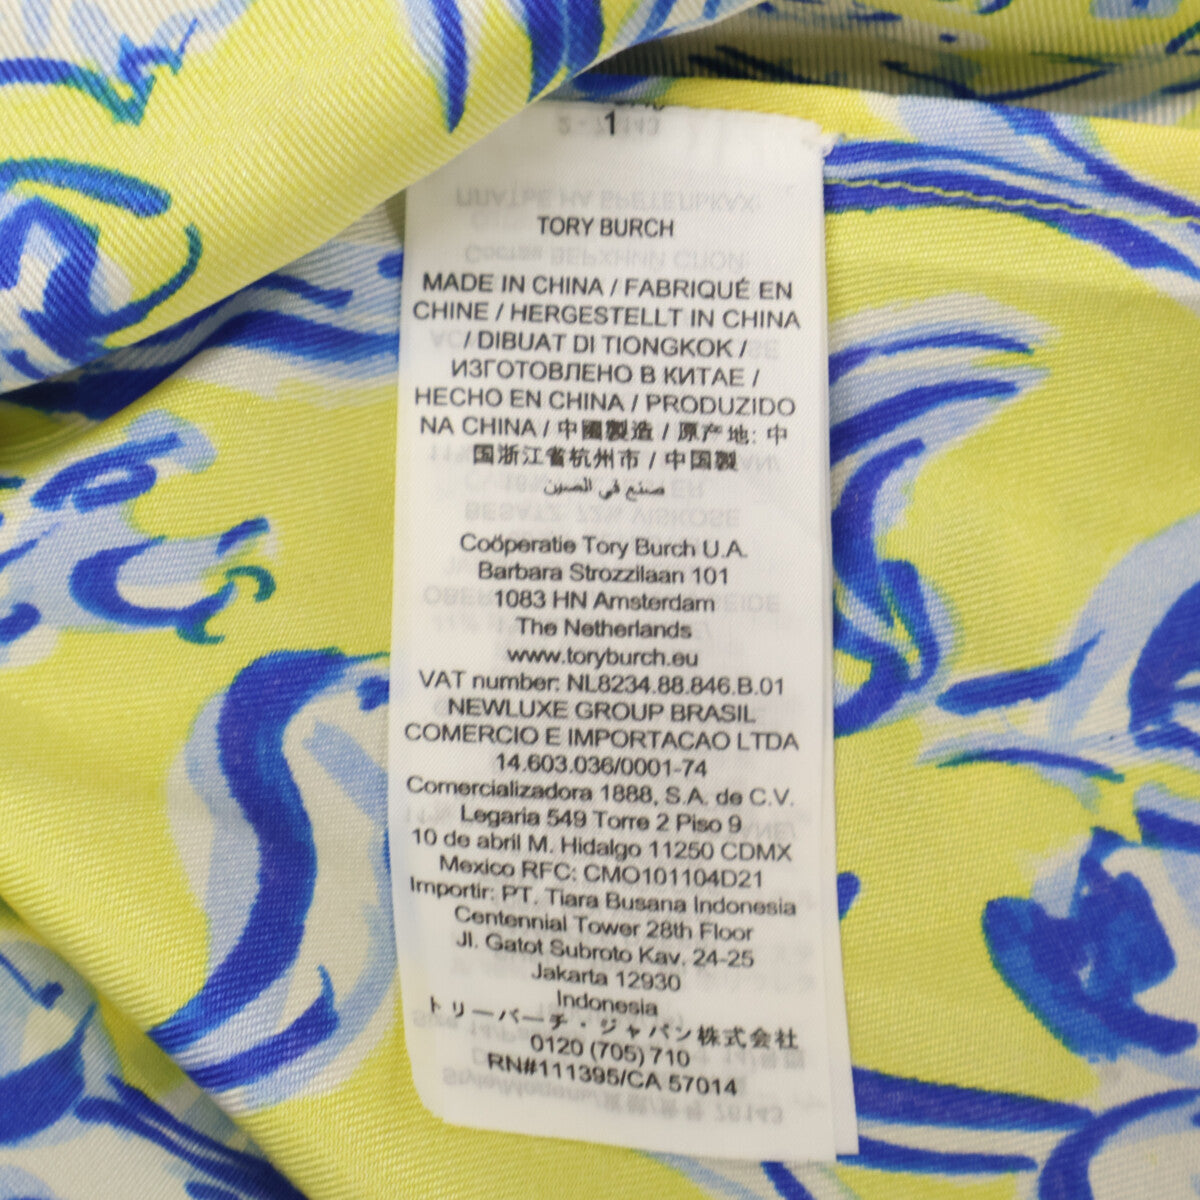 1
TORY BURCH
MADE IN CHINA / FABRIQUÉ EN
CHINE / HERGESTELLT IN CHINA
/ DIBUAT DI TIONGKOK /
ИЗГОТОВЛЕНО В КИТАЕ /
HECHO EN CHINA / PRODUZIDO
NA CHINA / 中國製造 / 原产地: 中
国浙江省杭州市 / 中国製
صنع في الصين
Coöperatie Tory Burch U.A.
Barbara Strozzilaan 101
1083 HN Amsterdam
The Netherlands
www.toryburch.eu
VAT number: NL8234.88.846.B.01
NEWLUXE GROUP BRASIL
COMERCIO E IMPORTACAO LTDA
14.603.036/0001-74
Comercializadora 1888, S.A. de C.V.
Legaria 549 Torre 2 Piso 9
10 de abril M. Hidalgo 11250 CDMX
Mexico RFC: CMO101104D21
Importir: PT. Tiara Busana Indonesia
Centennial Tower 28th Floor
Jl. Gatot Subroto Kav. 24-25
Jakarta 12930
Indonesia
トリーバーチ・ジャパン株式会社
0120 (705) 710
RN#111395/CA 57014